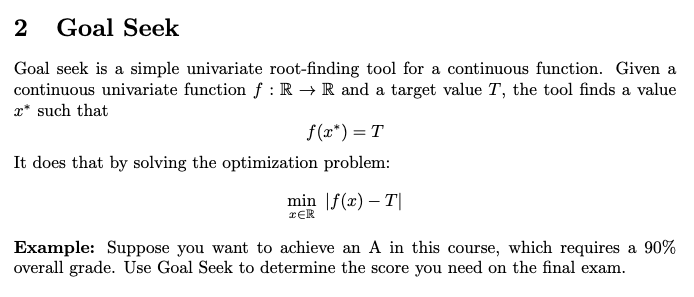 2 Goal Seek
Goal seek is a simple univariate root-finding tool for a continuous function. Given a
continuous univariate function f : ℝ → ℝ and a target value T, the tool finds a value
x* such that
f(x*) = T
It does that by solving the optimization problem:
min |f(x) − T|
x∈ℝ
Example: Suppose you want to achieve an A in this course, which requires a 90%
overall grade. Use Goal Seek to determine the score you need on the final exam.